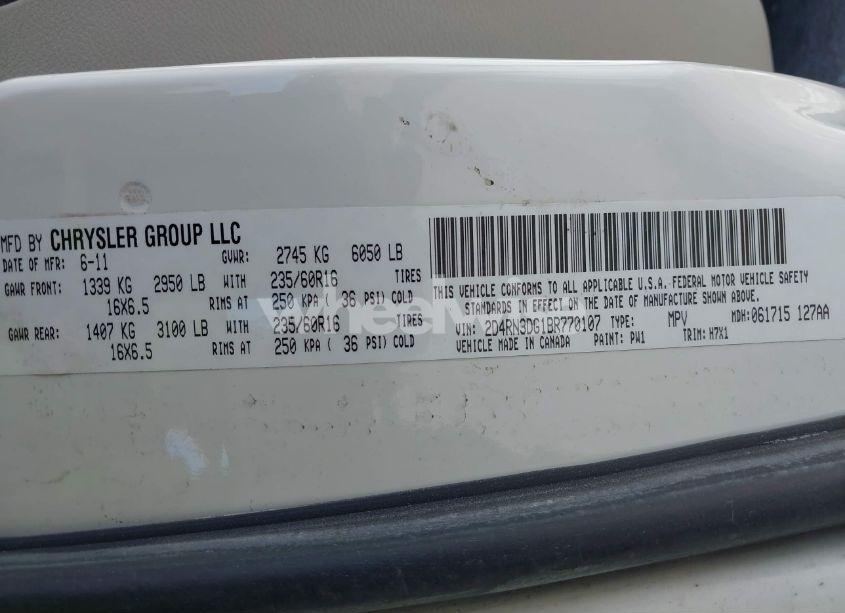 MFD BY CHRYSLER GROUP LLC
DATE OF MFR: 6-11 GVWR: 2745 KG 6050 LB
GAWR FRONT: 1339 KG 2950 LB WITH 235/60R16 TIRES
16X6.5 RIMS AT 250 KPA ( 36 PSI) COLD
GAWR REAR: 1407 KG 3100 LB WITH 235/60R16 TIRES
16X6.5 RIMS AT 250 KPA ( 36 PSI) COLD
THIS VEHICLE CONFORMS TO ALL APPLICABLE U.S.A.-FEDERAL MOTOR VEHICLE SAFETY
STANDARDS IN EFFECT ON THE DATE OF MANUFACTURE SHOWN ABOVE.
VIN: 2D4RN3DG1BR770107 TYPE: MPV MDH:061715 127AA
VEHICLE MADE IN CANADA PAINT: PW1 TRIM: H7X1